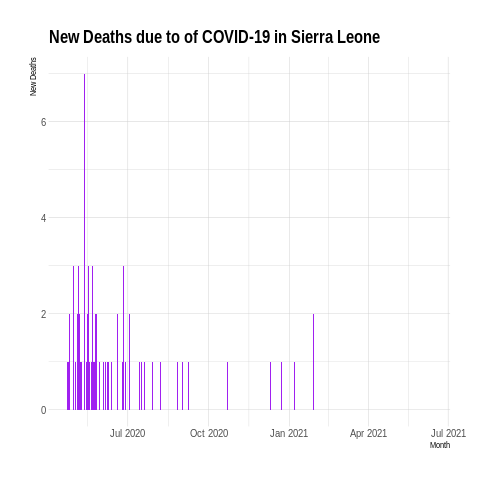 New Deaths due to of COVID-19 in Sierra Leone
New Deaths
6
4
2
0
Jul 2020 Oct 2020 Jan 2021 Apr 2021 Jul 2021
Month